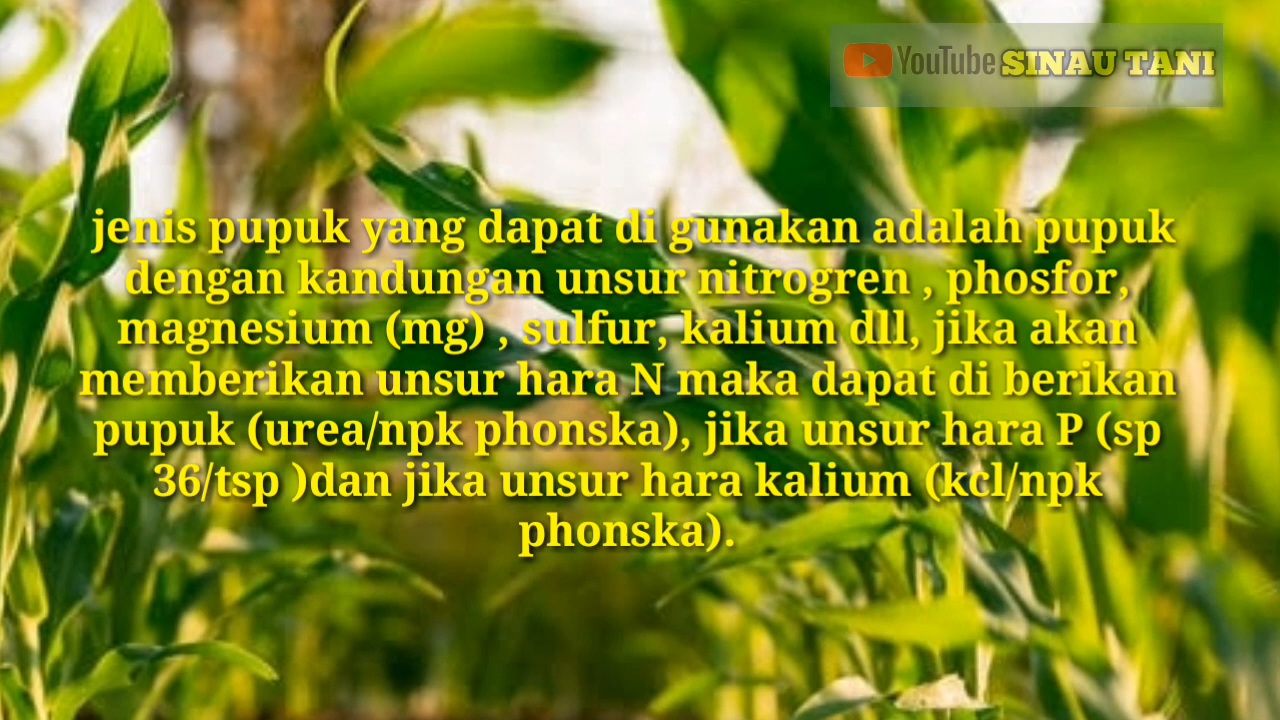 YouTube SINAU TANI
jenis pupuk yang dapat di gunakan adalah pupuk
dengan kandungan unsur nitrogren , phosfor,
magnesium (mg) , sulfur, kalium dll, jika akan
memberikan unsur hara N maka dapat di berikan
pupuk (urea/npk phonska), jika unsur hara P (sp
36/tsp )dan jika unsur hara kalium (kcl/npk
phonska).